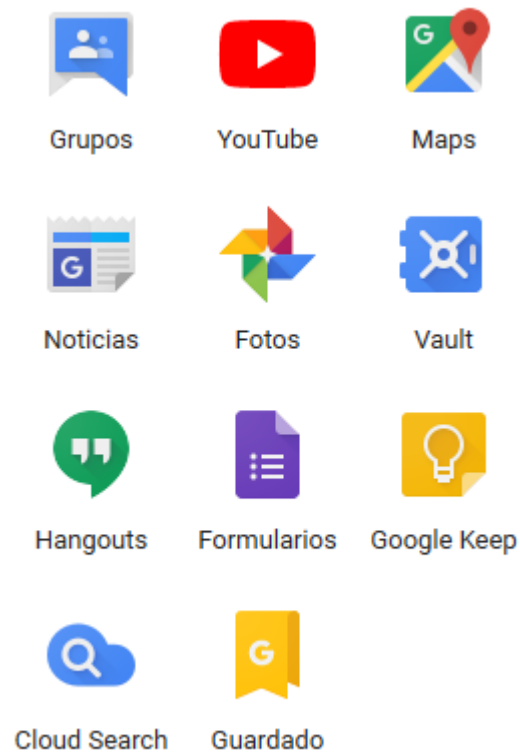 G
Grupos YouTube Maps
G
Noticias Fotos Vault
Hangouts Formularios Google Keep
G
Cloud Search Guardado